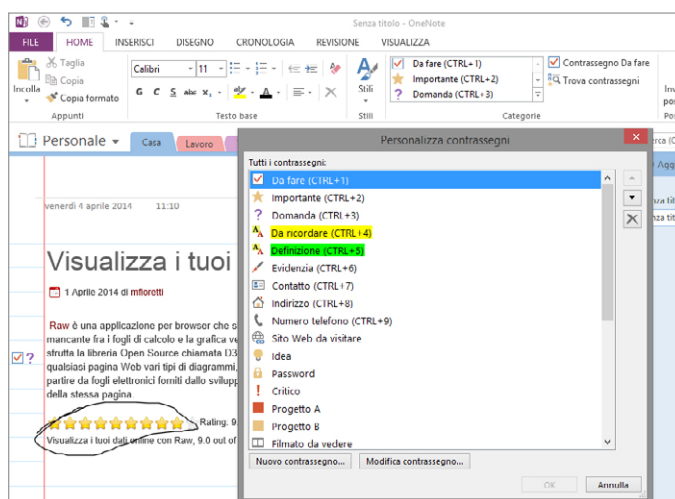 Senza titolo - OneNote
FILE HOME INSERISCI DISEGNO CRONOLOGIA REVISIONE VISUALIZZA
Taglia
Copia
Copia formato
Incolla
Appunti
Calibri 11
G C S abc
Testo base
Stili
Stili
Da fare (CTRL+1)
Importante (CTRL+2)
Domanda (CTRL+3)
Contrassegno Da fare
Trova contrassegni
Categorie
Personale Casa Lavoro
venerdì 4 aprile 2014 11:10
Visualizza i tuoi
1 Aprile 2014 di mfioretti
Raw è una applicazione per browser che s
mancante fra i fogli di calcolo e la grafica ve
sfrutta la libreria Open Source chiamata D3
qualsiasi pagina Web vari tipi di diagrammi,
partire da fogli elettronici forniti dallo svilupp
della stessa pagina
Rating: 9.
Visualizza i tuoi dati online con Raw, 9.0 out of
Personalizza contrassegni
Tutti i contrassegni:
Da fare (CTRL+1)
Importante (CTRL+2)
Domanda (CTRL+3)
Da ricordare (CTRL+4)
Definizione (CTRL+5)
Evidenzia (CTRL+6)
Contatto (CTRL+7)
Indirizzo (CTRL+8)
Numero telefono (CTRL+9)
Sito Web da visitare
Idea
Password
Critico
Progetto A
Progetto B
Filmato da vedere
Nuovo contrassegno... Modifica contrassegno...
OK Annulla